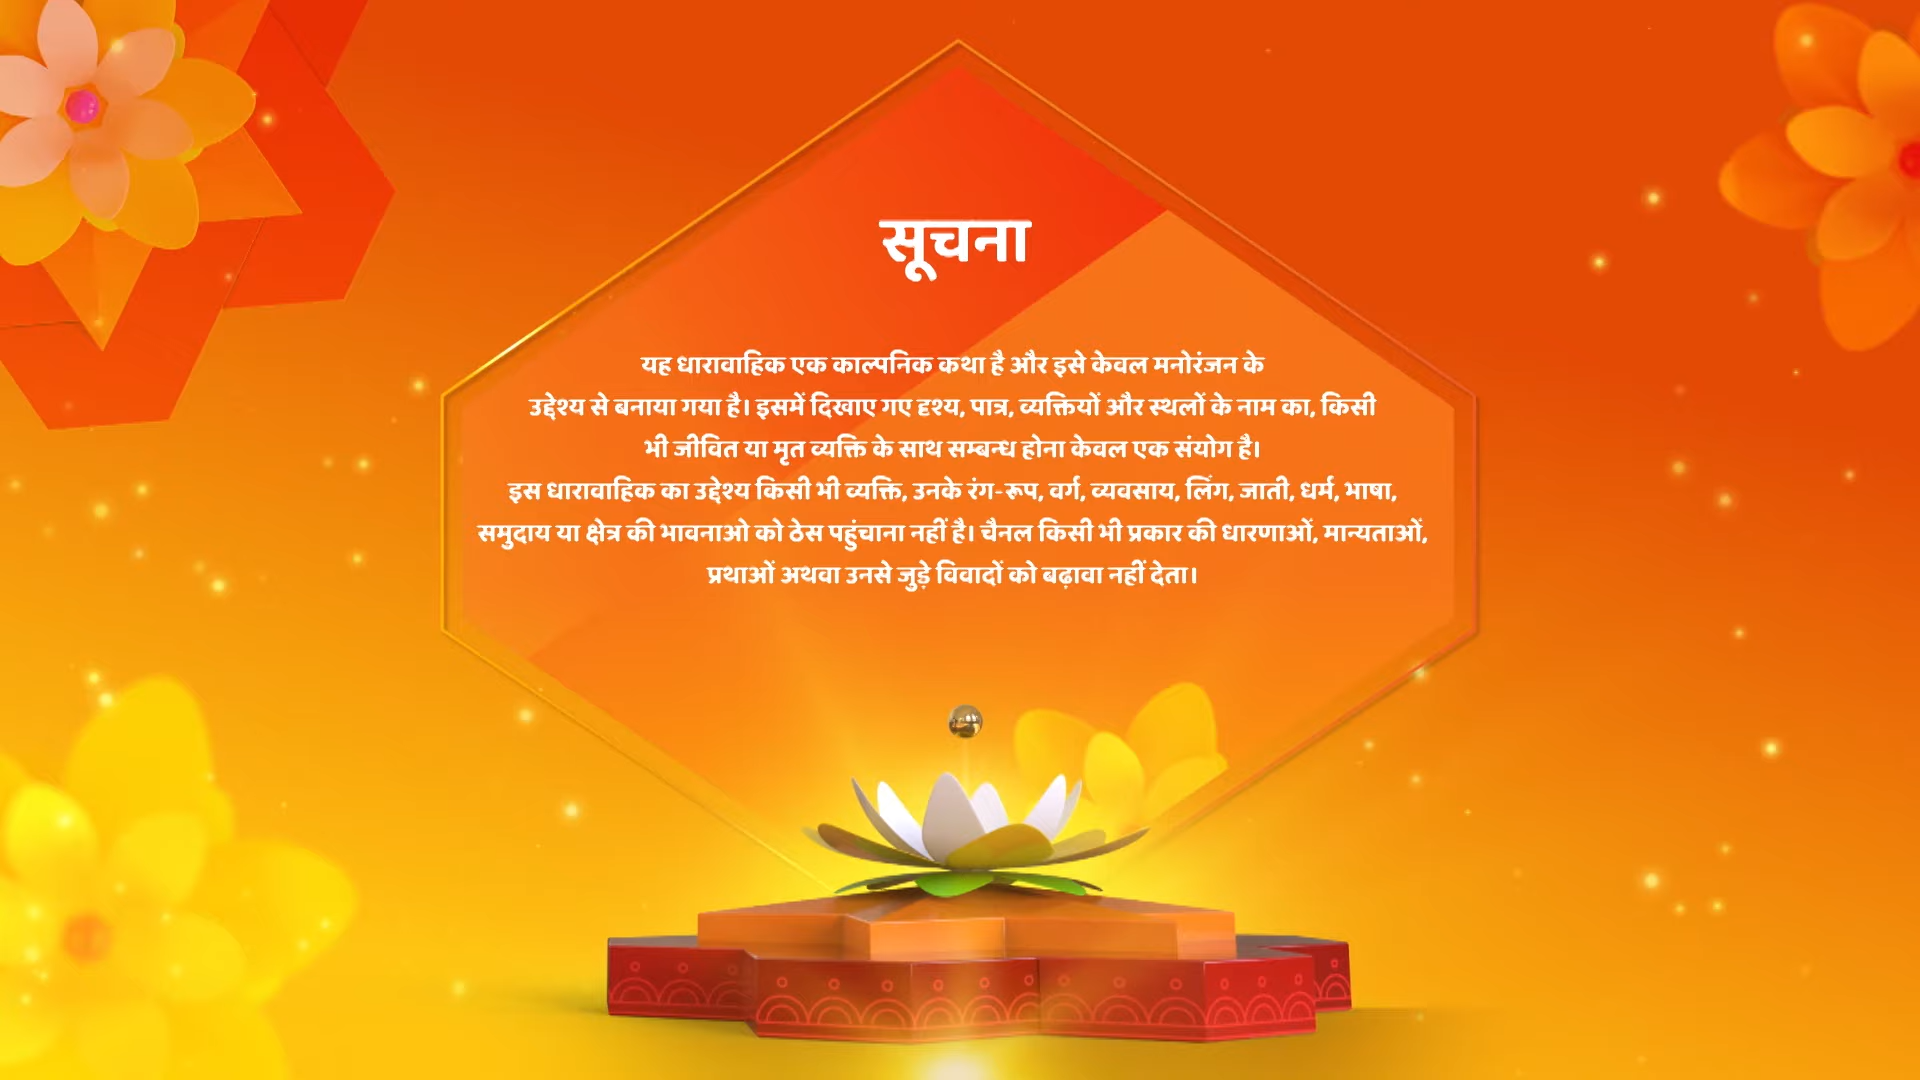 सूचना
यह धारावाहिक एक काल्पनिक कथा है और इसे केवल मनोरंजन के
उद्देश्य से बनाया गया है। इसमें दिखाए गए दृश्य, पात्र, व्यक्तियों और स्थलों के नाम का, किसी
भी जीवित या मृत व्यक्ति के साथ सम्बन्ध होना केवल एक संयोग है।
इस धारावाहिक का उद्देश्य किसी भी व्यक्ति, उनके रंग-रूप, वर्ग, व्यवसाय, लिंग, जाती, धर्म, भाषा,
समुदाय या क्षेत्र की भावनाओ को ठेस पहुंचाना नहीं है। चैनल किसी भी प्रकार की धारणाओं, मान्यताओं,
प्रथाओं अथवा उनसे जुड़े विवादों को बढ़ावा नहीं देता।